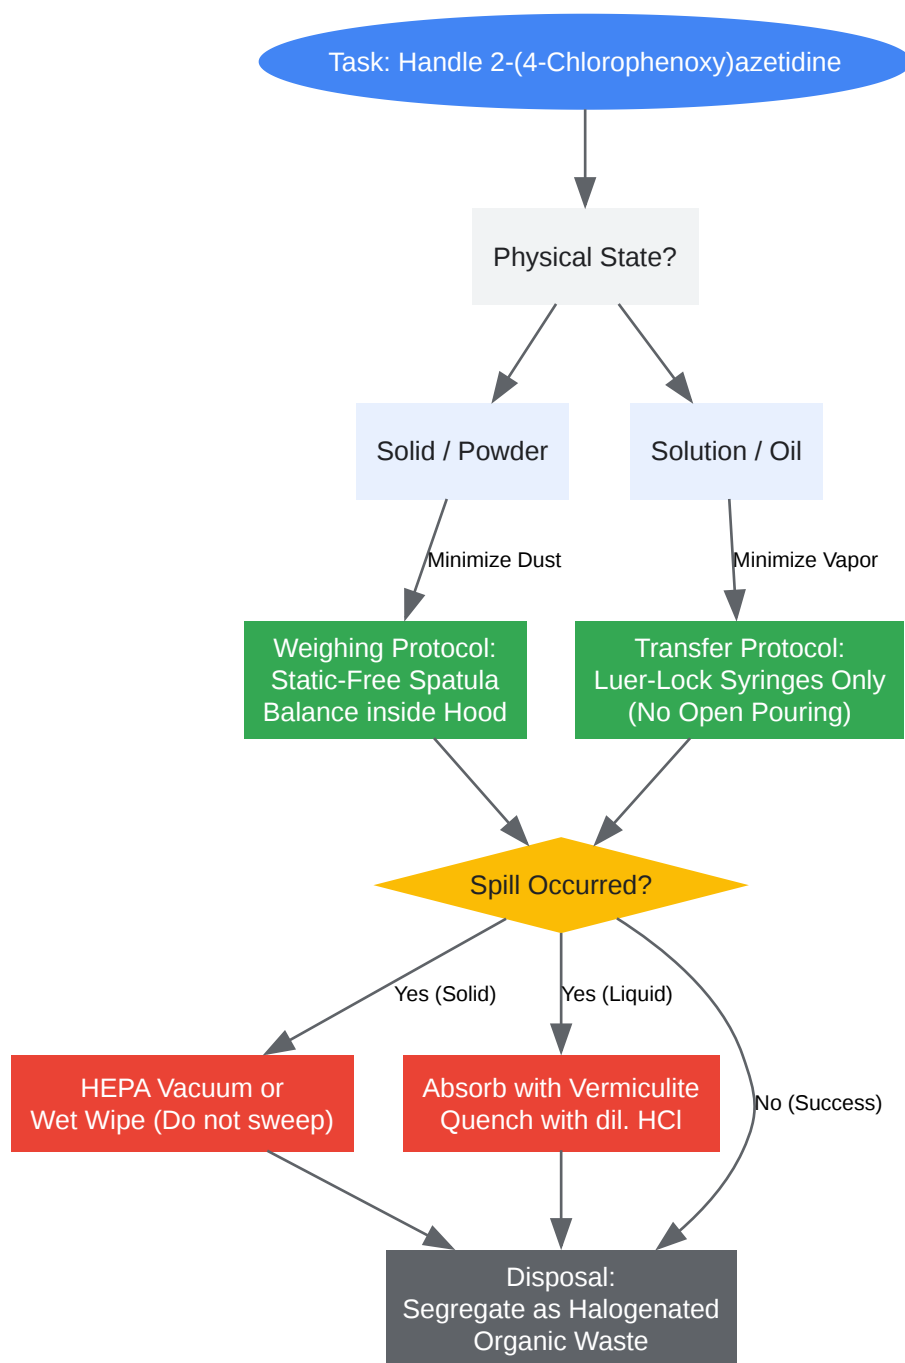 Task: Handle 2-(4-Chlorophenoxy)azetidine
Physical State?
Solid / Powder
Solution / Oil
Minimize Dust
Minimize Vapor
Weighing Protocol:
Static-Free Spatula
Balance inside Hood
Transfer Protocol:
Luer-Lock Syringes Only
(No Open Pouring)
Spill Occurred?
Yes (Solid)
Yes (Liquid)
No (Success)
HEPA Vacuum or
Wet Wipe (Do not sweep)
Absorb with Vermiculite
Quench with dil. HCl
Disposal:
Segregate as Halogenated
Organic Waste